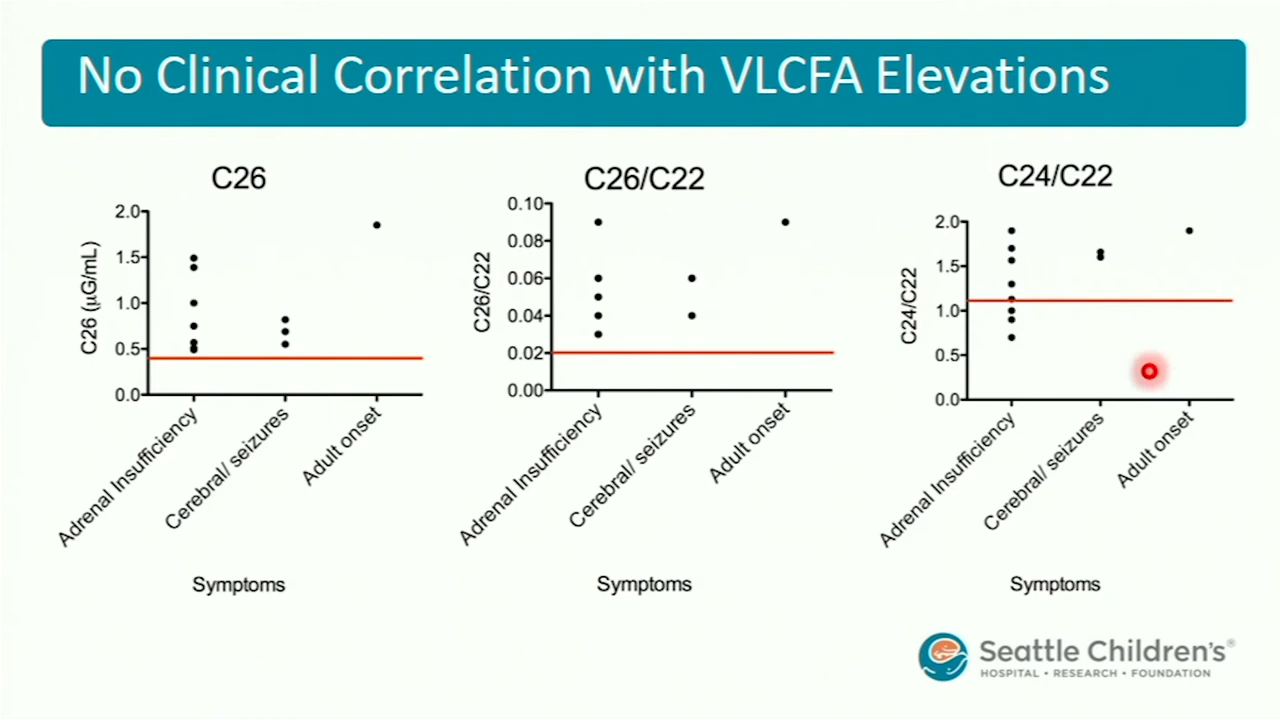 No Clinical Correlation with VLCFA Elevations
C26
2.0
1.5
1.0
0.5
0.0
C26 (μG/mL)
Adrenal Insufficiency
Cerebral/ seizures
Adult onset
Symptoms
C26/C22
0.10
0.08
0.06
0.04
0.02
0.00
C26/C22
Adrenal Insufficiency
Cerebral/ seizures
Adult onset
Symptoms
C24/C22
2.0
1.5
1.0
0.5
0.0
C24/C22
Adrenal Insufficiency
Cerebral/ seizures
Adult onset
Symptoms
Seattle Children's®
HOSPITAL • RESEARCH • FOUNDATION